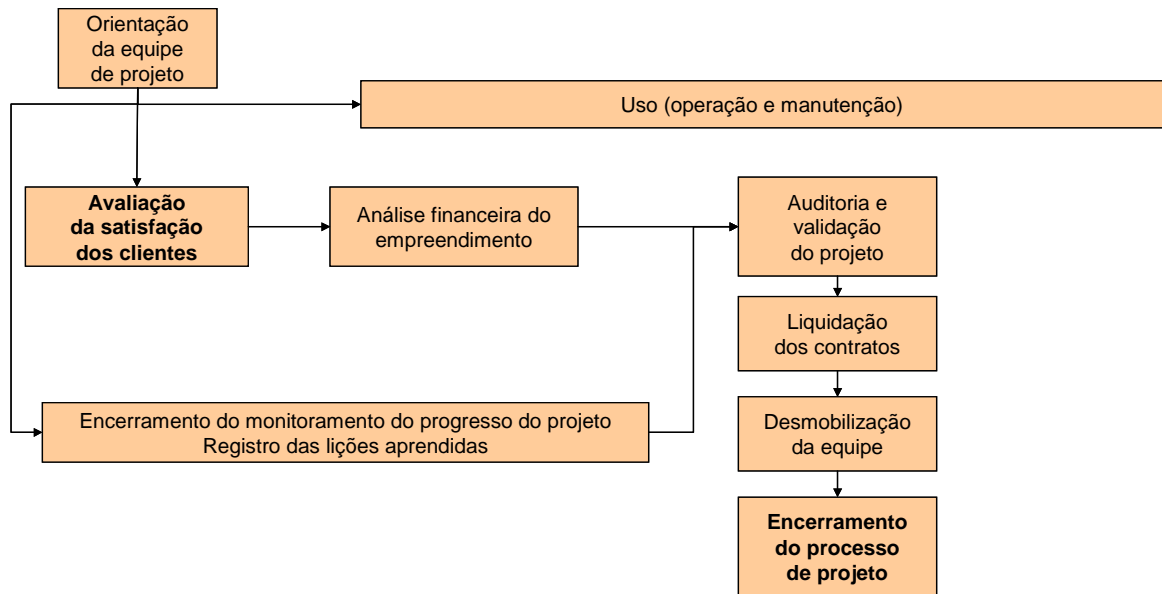 Orientação
da equipe
de projeto
Uso (operação e manutenção)
Avaliação
da satisfação
dos clientes
Análise financeira do
empreendimento
Auditoria e
validação
do projeto
Liquidação
dos contratos
Encerramento do monitoramento do progresso do projeto
Registro das lições aprendidas
Desmobilização
da equipe
Encerramento
do processo
de projeto